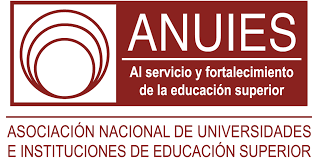 ANUIES
Al servicio y fortalecimiento
de la educación superior
ASOCIACIÓN NACIONAL DE UNIVERSIDADES
E INSTITUCIONES DE EDUCACIÓN SUPERIOR